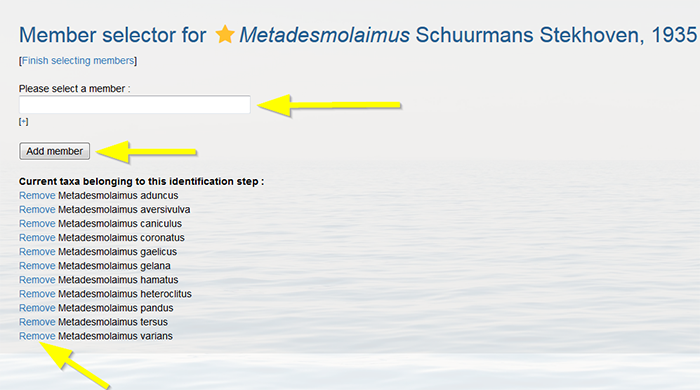 Member selector for Metadesmolaimus Schuurmans Stekhoven, 1935
[Finish selecting members]
Please select a member :
[+]
Add member
Current taxa belonging to this identification step :
Remove Metadesmolaimus aduncus
Remove Metadesmolaimus aversivulva
Remove Metadesmolaimus caniculus
Remove Metadesmolaimus coronatus
Remove Metadesmolaimus gaelicus
Remove Metadesmolaimus gelana
Remove Metadesmolaimus hamatus
Remove Metadesmolaimus heteroclitus
Remove Metadesmolaimus pandus
Remove Metadesmolaimus tersus
Remove Metadesmolaimus varians